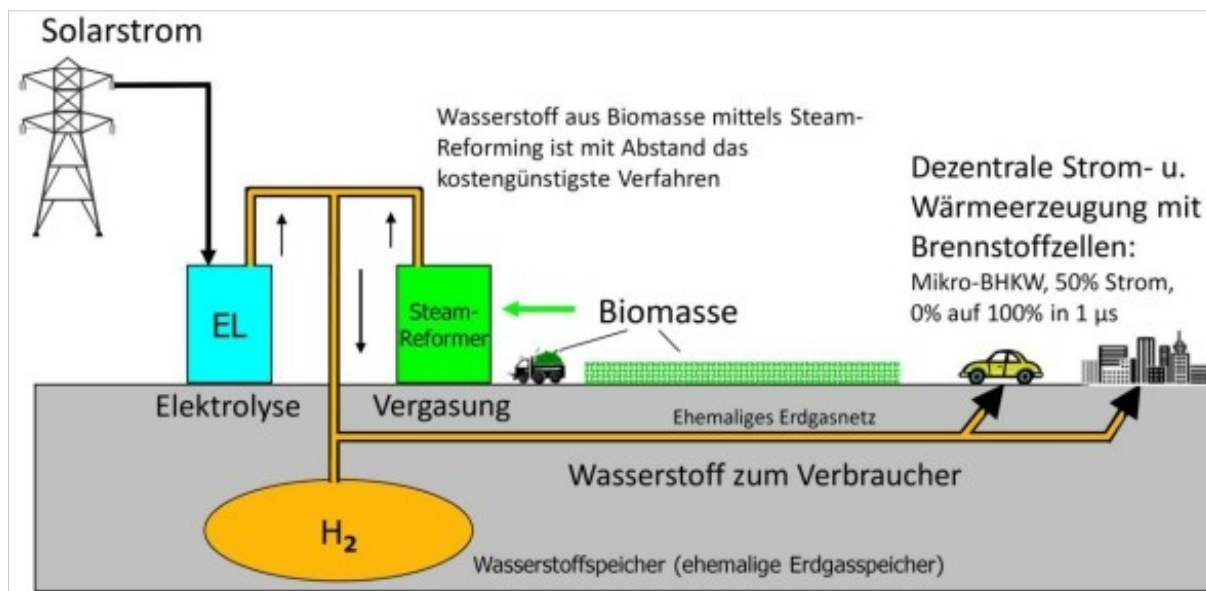 Solarstrom
Wasserstoff aus Biomasse mittels Steam-
Reforming ist mit Abstand das
kostengünstigste Verfahren
Dezentrale Strom- u.
Wärmeerzeugung mit
Brennstoffzellen:
Mikro-BHKW, 50% Strom,
0% auf 100% in 1 µs
EL
Steam-
Reformer
Biomasse
Elektrolyse
Vergasung
Ehemaliges Erdgasnetz
Wasserstoff zum Verbraucher
H₂
Wasserstoffspeicher (ehemalige Erdgasspeicher)